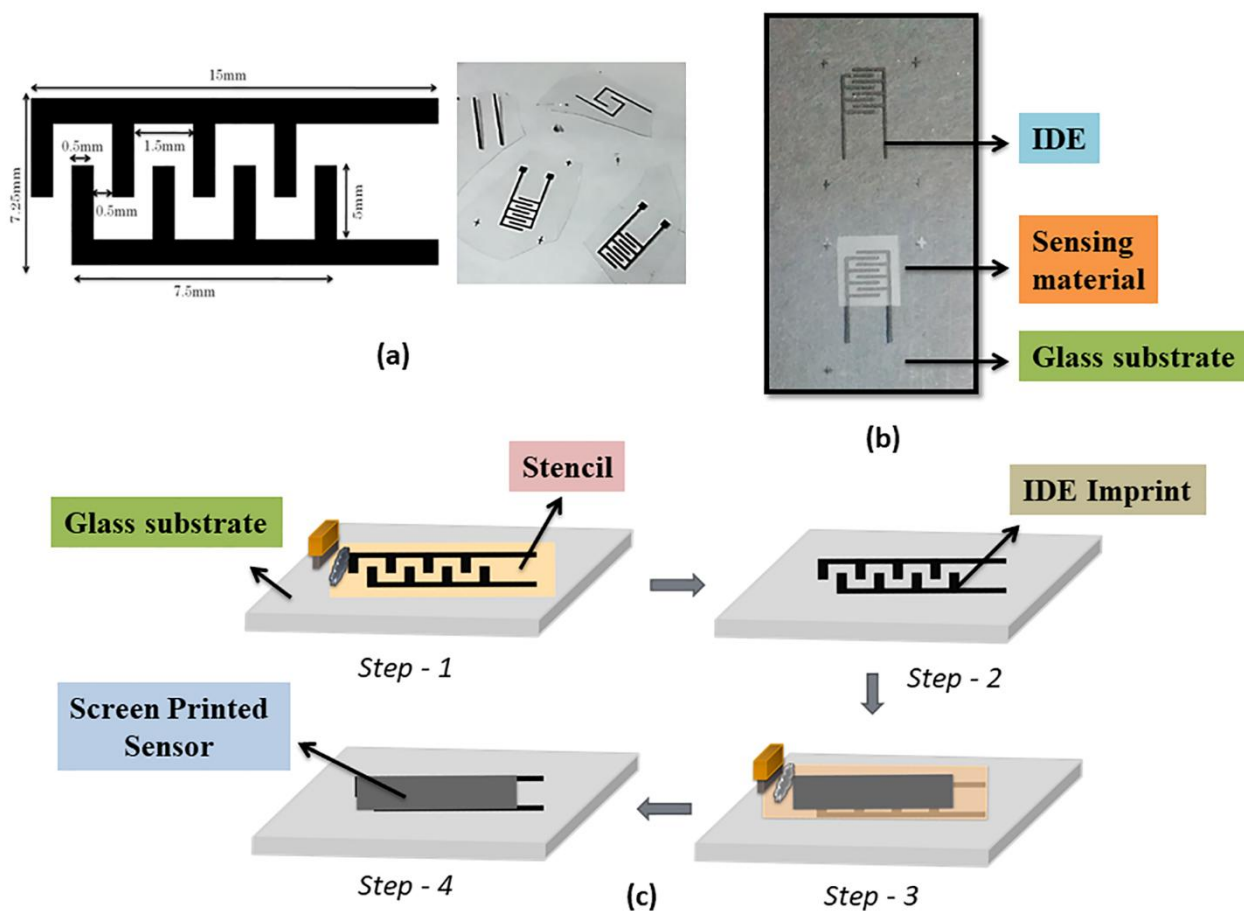 15mm
7.25mm
0.5mm
1.5mm
0.5mm
5mm
7.5mm
(a)
IDE
Sensing
material
Glass substrate
(b)
Stencil
IDE Imprint
Glass substrate
Step - 1
Step - 2
Screen Printed
Sensor
Step - 4
Step - 3
(c)